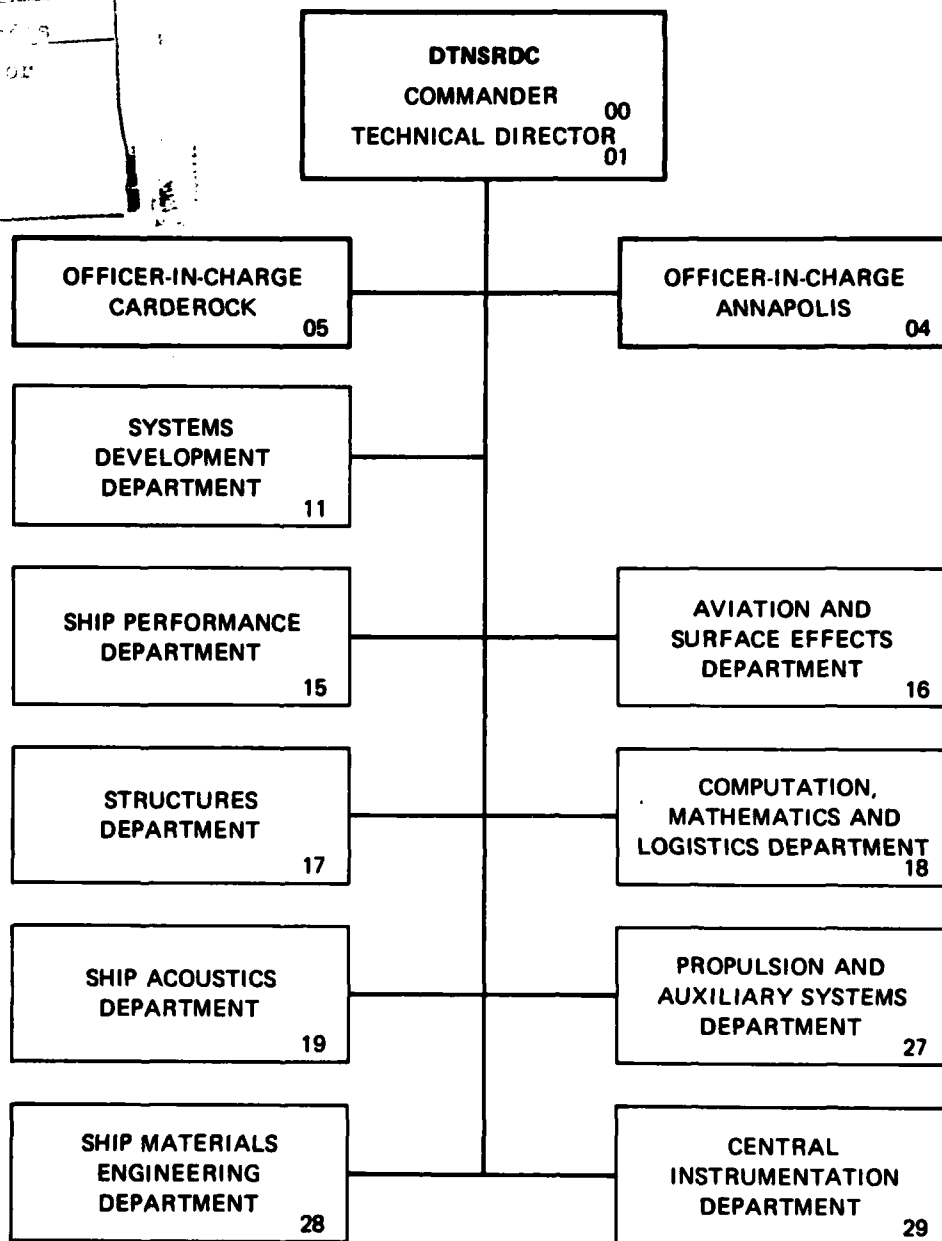 or
DTNSRDC
COMMANDER
00
TECHNICAL DIRECTOR
01
OFFICER-IN-CHARGE
CARDEROCK
05
OFFICER-IN-CHARGE
ANNAPOLIS
04
SYSTEMS
DEVELOPMENT
DEPARTMENT
11
SHIP PERFORMANCE
DEPARTMENT
15
AVIATION AND
SURFACE EFFECTS
DEPARTMENT
16
STRUCTURES
DEPARTMENT
17
COMPUTATION,
MATHEMATICS AND
LOGISTICS DEPARTMENT
18
SHIP ACOUSTICS
DEPARTMENT
19
PROPULSION AND
AUXILIARY SYSTEMS
DEPARTMENT
27
SHIP MATERIALS
ENGINEERING
DEPARTMENT
28
CENTRAL
INSTRUMENTATION
DEPARTMENT
29